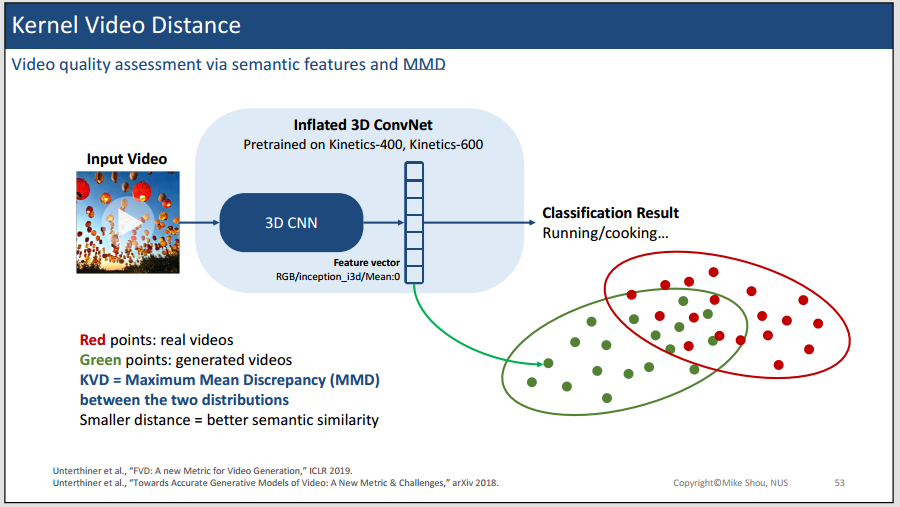 Kernel Video Distance
Video quality assessment via semantic features and MMD
Inflated 3D ConvNet
Pretrained on Kinetics-400, Kinetics-600
Input Video
3D CNN
Feature vector
RGB/inception_i3d/Mean:0
Classification Result
Running/cooking...
Red points: real videos
Green points: generated videos
KVD = Maximum Mean Discrepancy (MMD)
between the two distributions
Smaller distance = better semantic similarity
Unterthiner et al., “FVD: A new Metric for Video Generation,” ICLR 2019.
Unterthiner et al., “Towards Accurate Generative Models of Video: A New Metric & Challenges,” arXiv 2018.
Copyright©Mike Shou, NUS
53